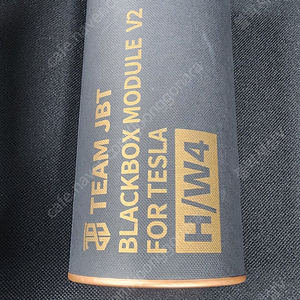 TEAM JBT
BLACKBOX MODULE V2
FOR TESLA
H/W4